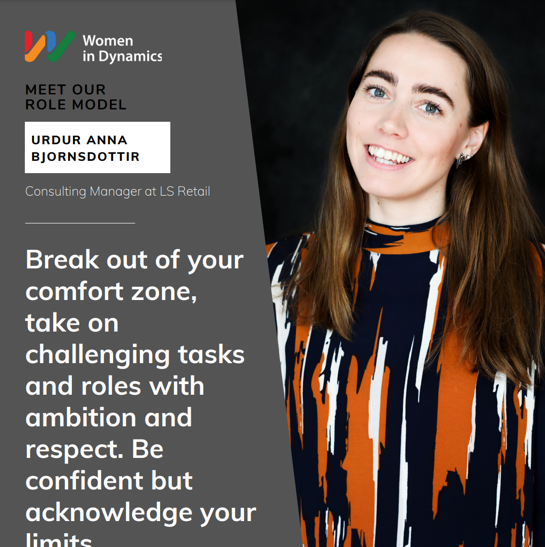 Women
in Dynamics
MEET OUR
ROLE MODEL
URDUR ANNA
BJORNSDOTTIR
Consulting Manager at LS Retail
Break out of your
comfort zone,
take on
challenging tasks
and roles with
ambition and
respect. Be
confident but
acknowledge your
limits